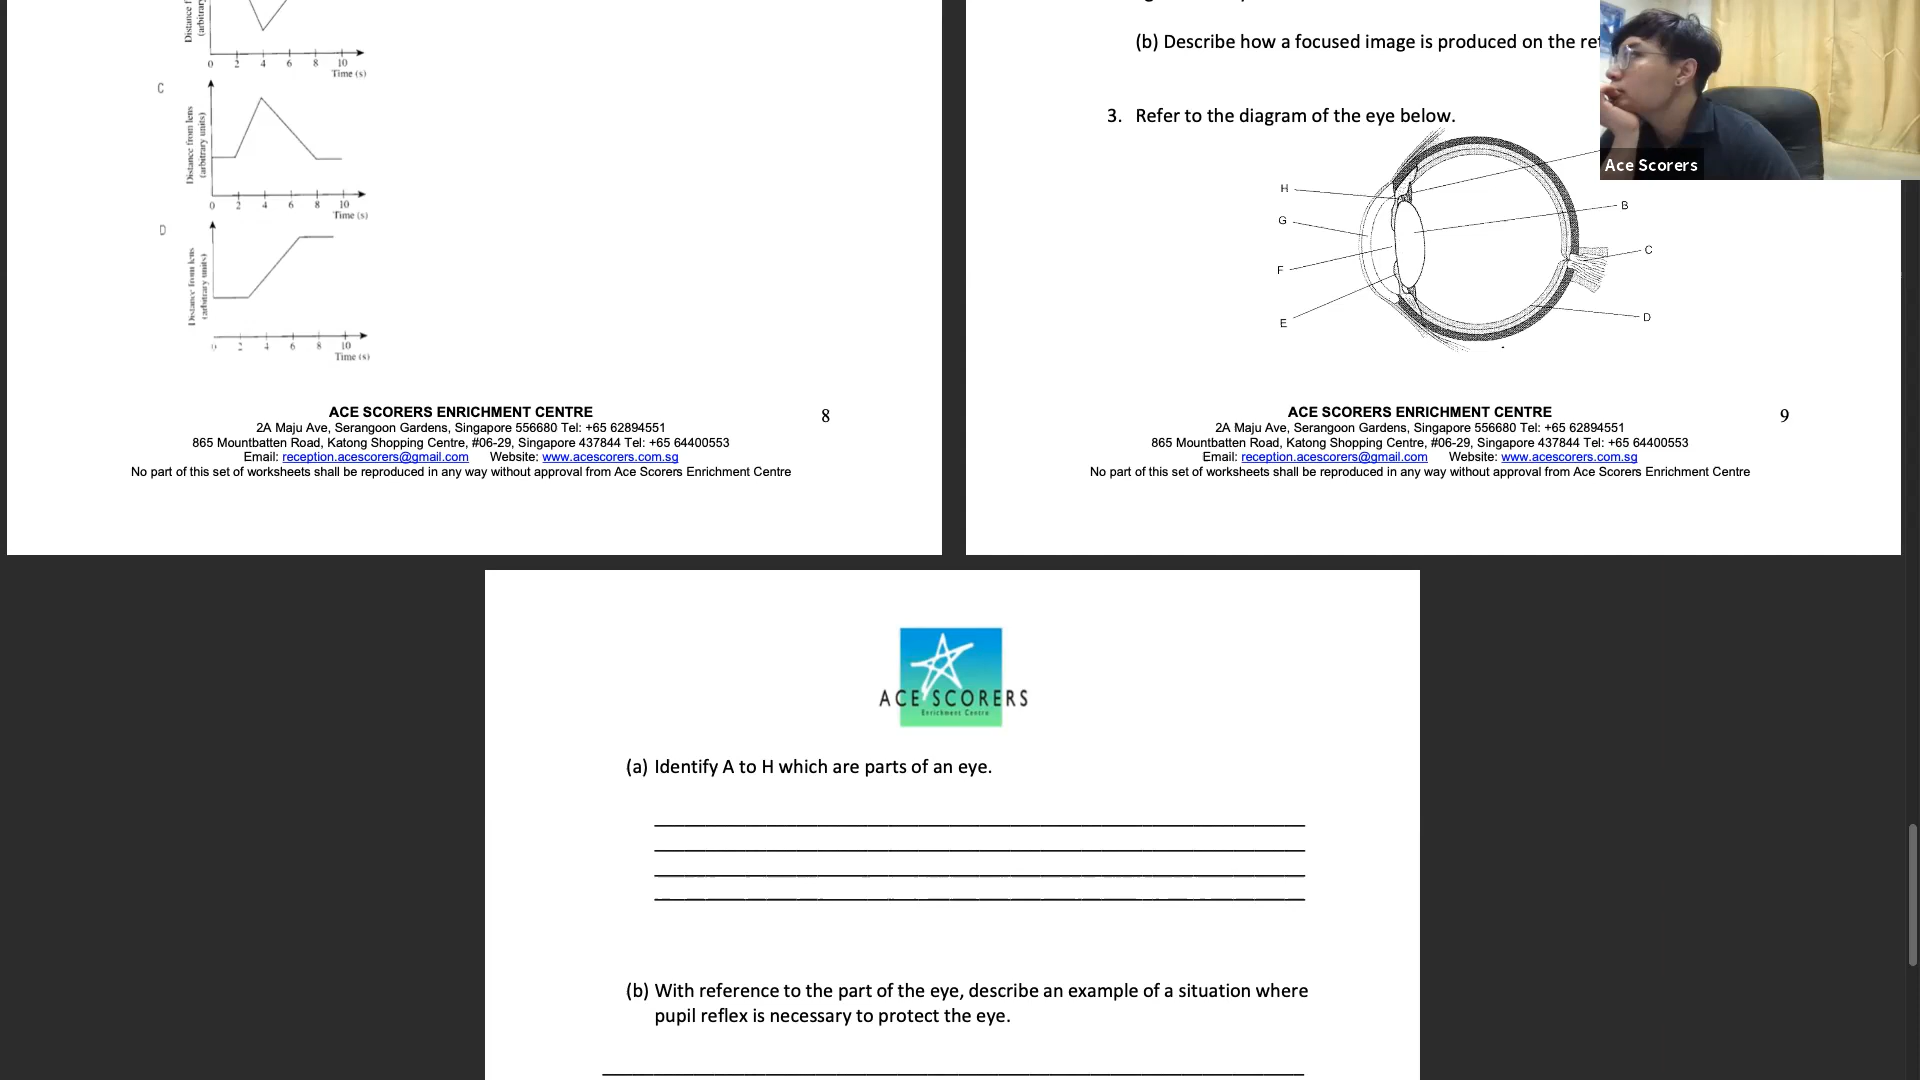 Distance f
(arbitrary
0 2 4 6 8 10
Time (s)
C
Distance from lens
(arbitrary units)
0 2 4 6 8 10
Time (s)
D
Distance from lens
(arbitrary units)
0 2 4 6 8 10
Time (s)
ACE SCORERS ENRICHMENT CENTRE
2A Maju Ave, Serangoon Gardens, Singapore 556680 Tel: +65 62894551
865 Mountbatten Road, Katong Shopping Centre, #06-29, Singapore 437844 Tel: +65 64400553
Email: reception.acescorers@gmail.com Website: www.acescorers.com.sg
No part of this set of worksheets shall be reproduced in any way without approval from Ace Scorers Enrichment Centre
8
(b) Describe how a focused image is produced on the re
3. Refer to the diagram of the eye below.
H
G
F
E
B
C
D
Ace Scorers
ACE SCORERS ENRICHMENT CENTRE
2A Maju Ave, Serangoon Gardens, Singapore 556680 Tel: +65 62894551
865 Mountbatten Road, Katong Shopping Centre, #06-29, Singapore 437844 Tel: +65 64400553
Email: reception.acescorers@gmail.com Website: www.acescorers.com.sg
No part of this set of worksheets shall be reproduced in any way without approval from Ace Scorers Enrichment Centre
9
ACE SCORERS
Enrichment Centre
(a) Identify A to H which are parts of an eye.
(b) With reference to the part of the eye, describe an example of a situation where
pupil reflex is necessary to protect the eye.